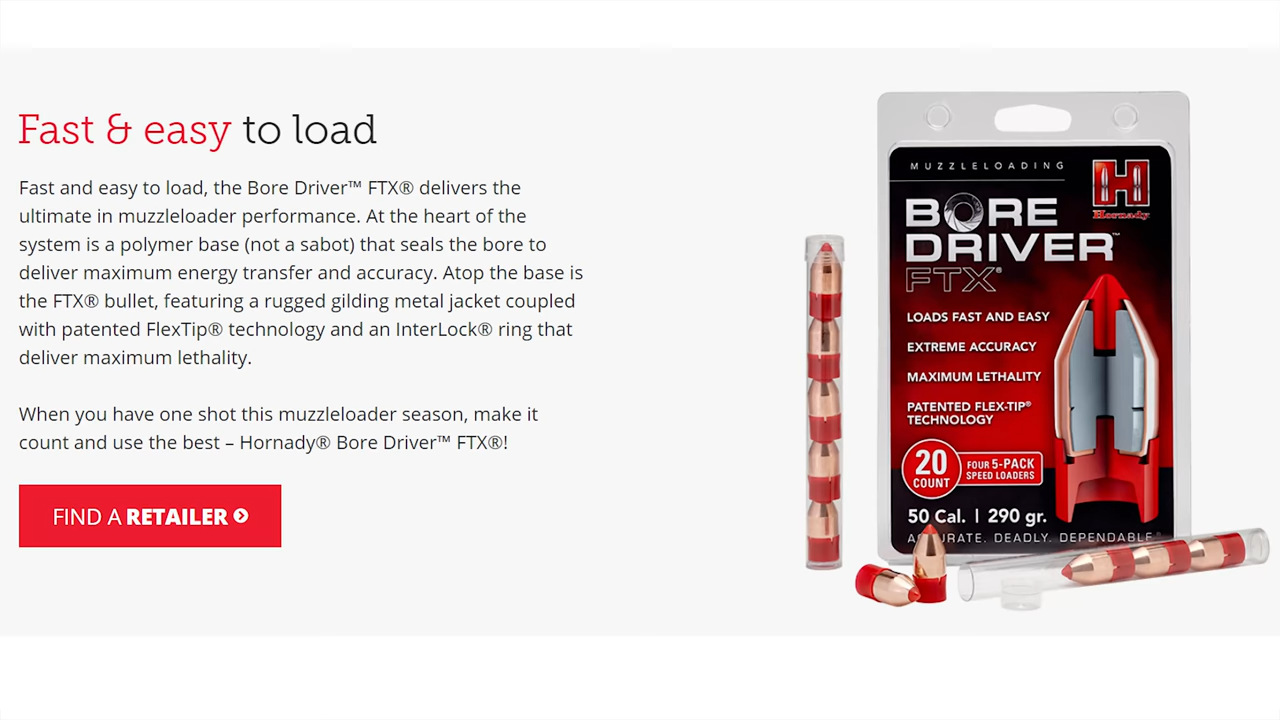 Fast & easy to load
Fast and easy to load, the Bore Driver™ FTX® delivers the
ultimate in muzzleloader performance. At the heart of the
system is a polymer base (not a sabot) that seals the bore to
deliver maximum energy transfer and accuracy. Atop the base is
the FTX® bullet, featuring a rugged gilding metal jacket coupled
with patented FlexTip® technology and an InterLock® ring that
deliver maximum lethality.
When you have one shot this muzzleloader season, make it
count and use the best – Hornady® Bore Driver™ FTX®!
FIND A RETAILER
MUZZLELOADING
H
Hornady
BORE
DRIVER™
FTX®
LOADS FAST AND EASY
EXTREME ACCURACY
MAXIMUM LETHALITY
PATENTED FLEX-TIP®
TECHNOLOGY
20
COUNT
FOUR 5-PACK
SPEED LOADERS
50 Cal. | 290 gr.
DEADLY. DEPENDABLE